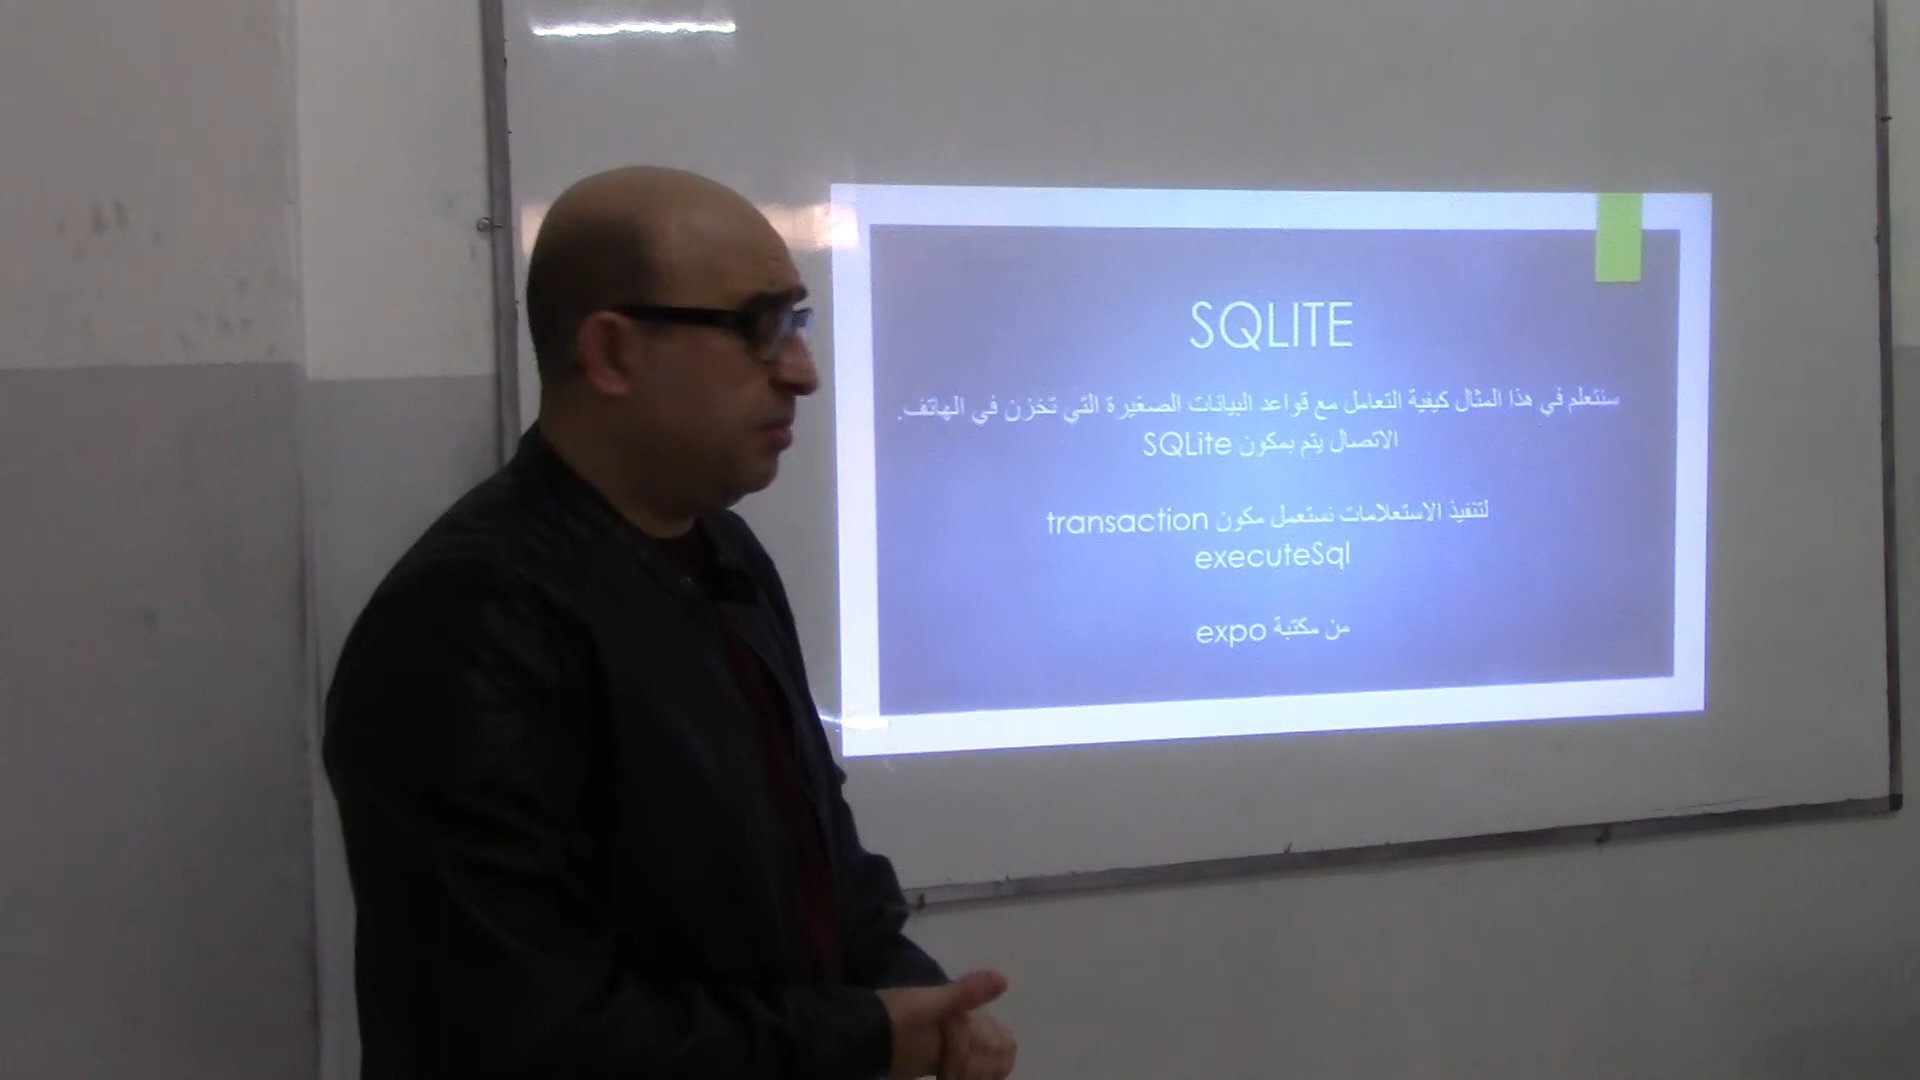 SQLITE
سنتعلم في هذا المثال كيفية التعامل مع قواعد البيانات الصغيرة التي تخزن في الهاتف.
الاتصال يتم بمكون SQLite
لتنفيذ الاستعلامات نستعمل مكون transaction
executeSql
من مكتبة expo